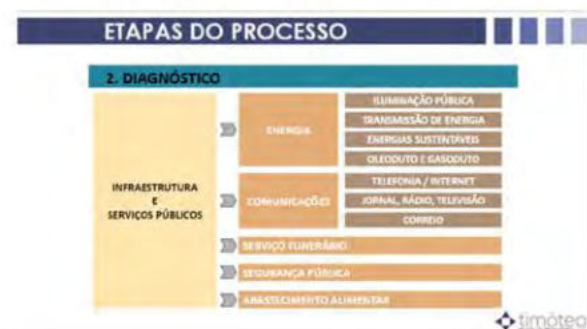 ETAPAS DO PROCESSO
2. DIAGNÓSTICO
INFRAESTRUTURA
E
SERVIÇOS PÚBLICOS
ENERGIA
ILUMINAÇÃO PÚBLICA
TRANSMISSÃO DE ENERGIA
ENERGIAS SUSTENTÁVEIS
OLEODUTO E GASODUTO
COMUNICAÇÕES
TELEFONIA / INTERNET
JORNAL, RÁDIO, TELEVISÃO
CORREIO
SERVIÇO FUNERÁRIO
SEGURANÇA PÚBLICA
ABASTECIMENTO ALIMENTAR
timóteo